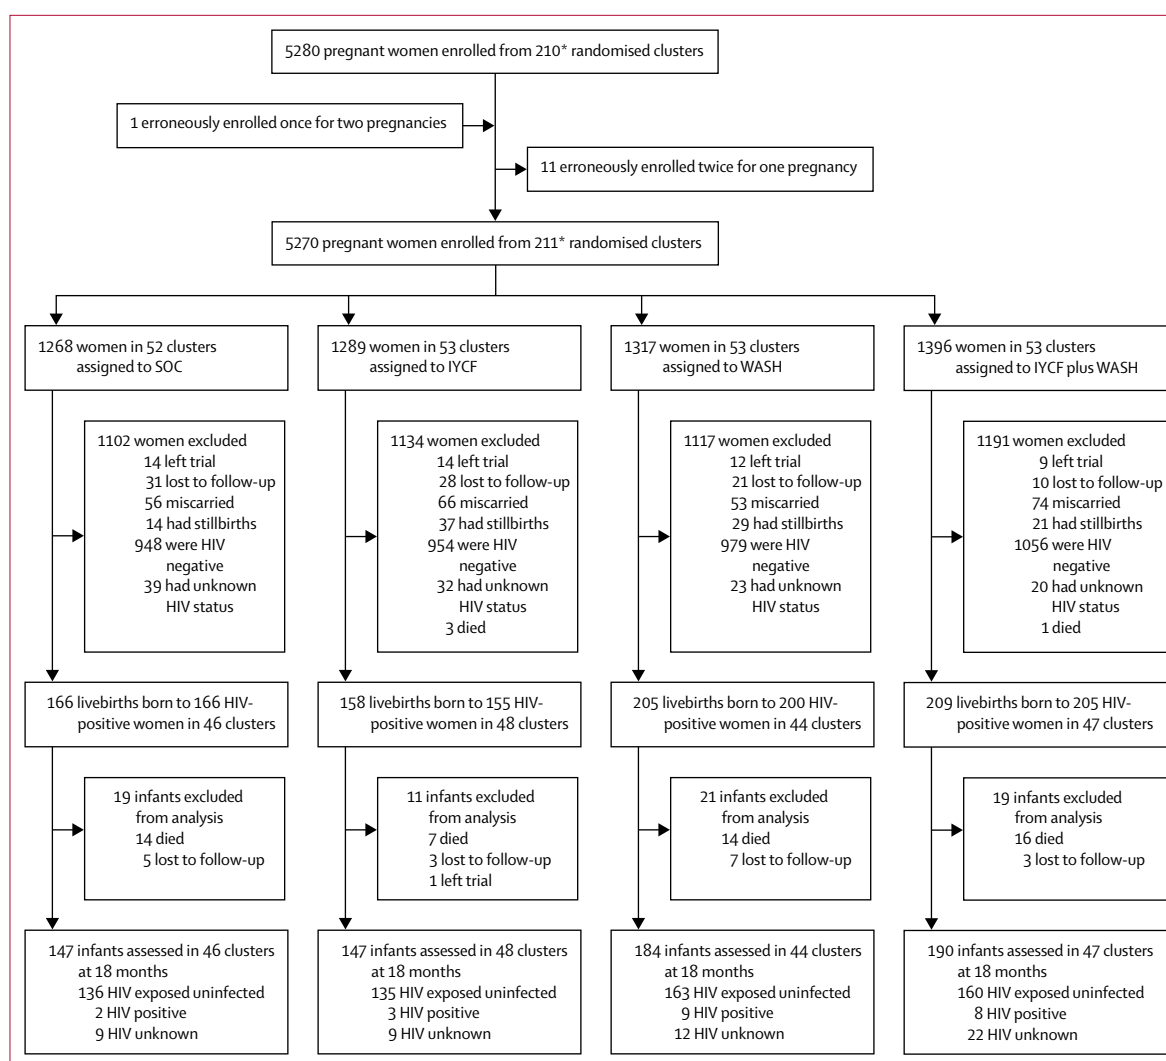 5280 pregnant women enrolled from 210* randomised clusters
1 erroneously enrolled once for two pregnancies
11 erroneously enrolled twice for one pregnancy
5270 pregnant women enrolled from 211* randomised clusters
1268 women in 52 clusters
assigned to SOC
1289 women in 53 clusters
assigned to IYCF
1317 women in 53 clusters
assigned to WASH
1396 women in 53 clusters
assigned to IYCF plus WASH
1102 women excluded
14 left trial
31 lost to follow-up
56 miscarried
14 had stillbirths
948 were HIV
negative
39 had unknown
HIV status
1134 women excluded
14 left trial
28 lost to follow-up
66 miscarried
37 had stillbirths
954 were HIV
negative
32 had unknown
HIV status
3 died
1117 women excluded
12 left trial
21 lost to follow-up
53 miscarried
29 had stillbirths
979 were HIV
negative
23 had unknown
HIV status
1191 women excluded
9 left trial
10 lost to follow-up
74 miscarried
21 had stillbirths
1056 were HIV
negative
20 had unknown
HIV status
1 died
166 livebirths born to 166 HIV-
positive women in 46 clusters
158 livebirths born to 155 HIV-
positive women in 48 clusters
205 livebirths born to 200 HIV-
positive women in 44 clusters
209 livebirths born to 205 HIV-
positive women in 47 clusters
19 infants excluded
from analysis
14 died
5 lost to follow-up
11 infants excluded
from analysis
7 died
3 lost to follow-up
1 left trial
21 infants excluded
from analysis
14 died
7 lost to follow-up
19 infants excluded
from analysis
16 died
3 lost to follow-up
147 infants assessed in 46 clusters
at 18 months
136 HIV exposed uninfected
2 HIV positive
9 HIV unknown
147 infants assessed in 48 clusters
at 18 months
135 HIV exposed uninfected
3 HIV positive
9 HIV unknown
184 infants assessed in 44 clusters
at 18 months
163 HIV exposed uninfected
9 HIV positive
12 HIV unknown
190 infants assessed in 47 clusters
at 18 months
160 HIV exposed uninfected
8 HIV positive
22 HIV unknown